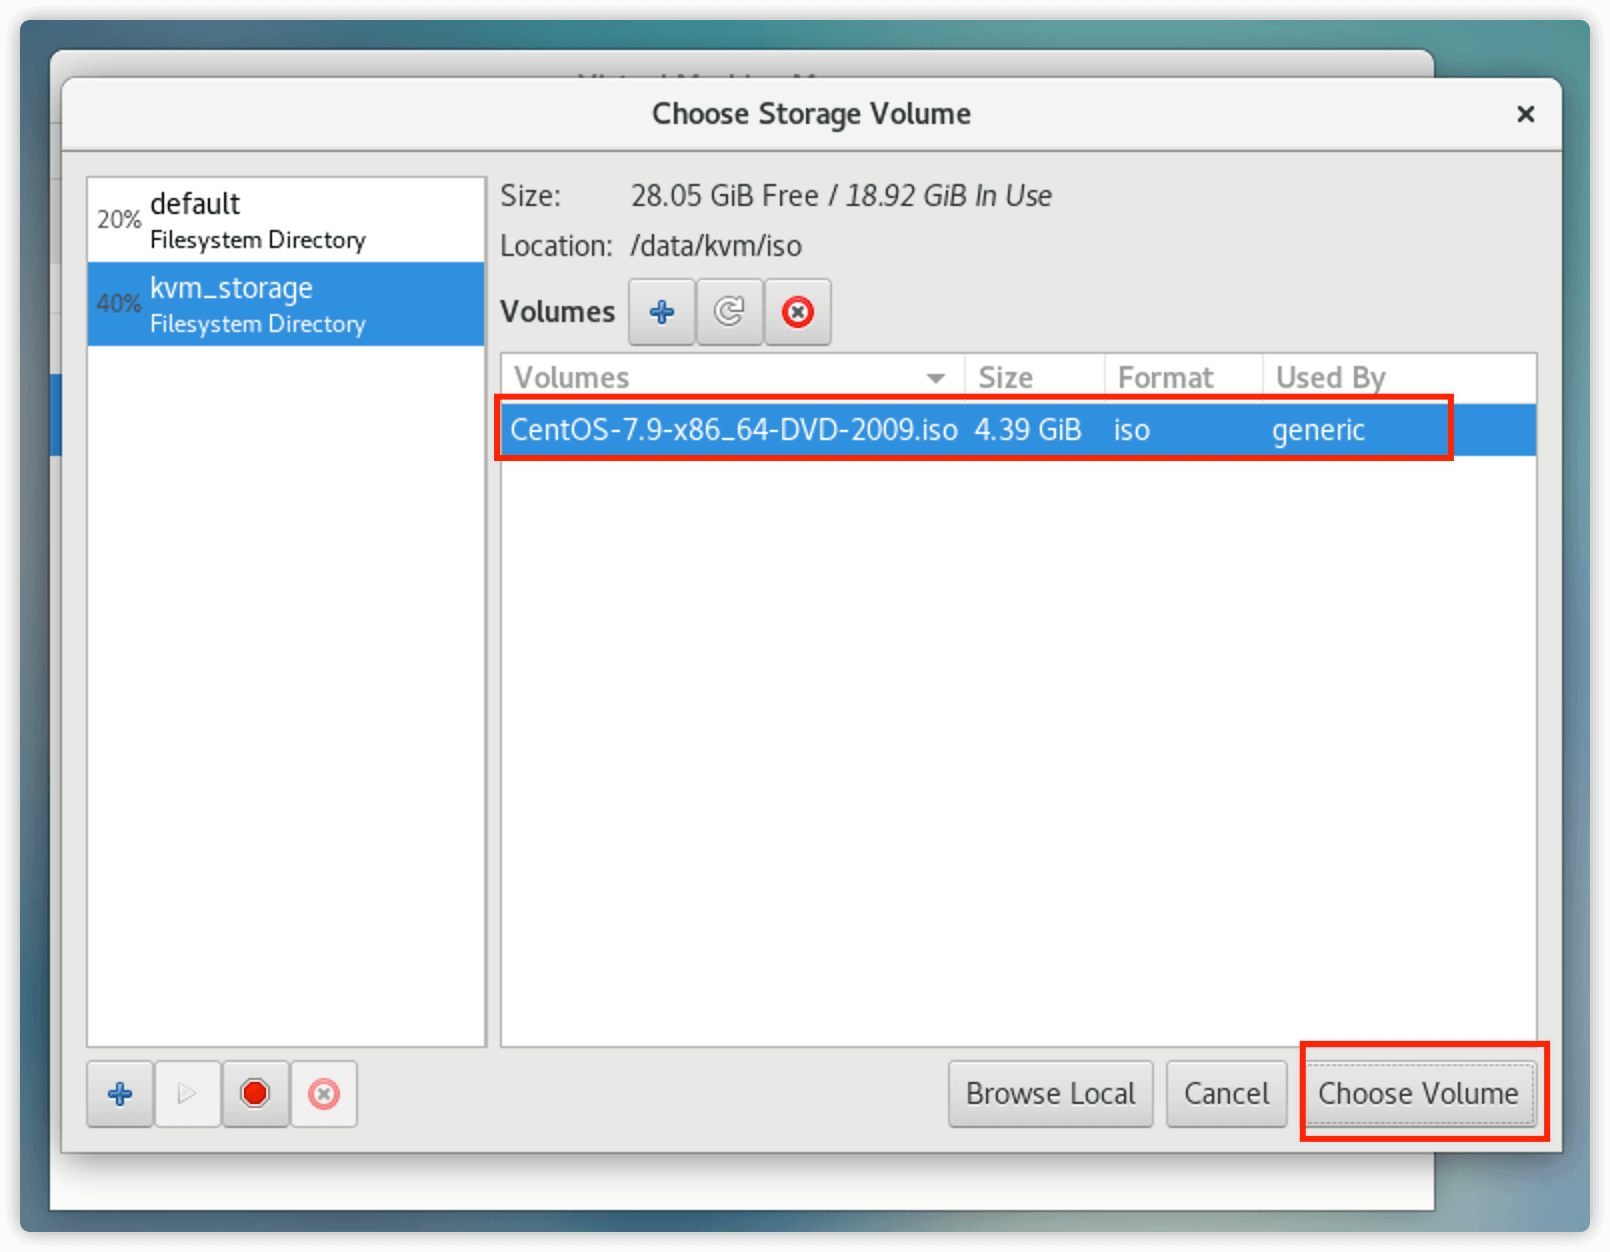 Choose Storage Volume
20% default
Filesystem Directory
40% kvm_storage
Filesystem Directory
Size: 28.05 GiB Free / 18.92 GiB In Use
Location: /data/kvm/iso
Volumes
Volumes Size Format Used By
CentOS-7.9-x86_64-DVD-2009.iso 4.39 GiB iso generic
Browse Local Cancel Choose Volume